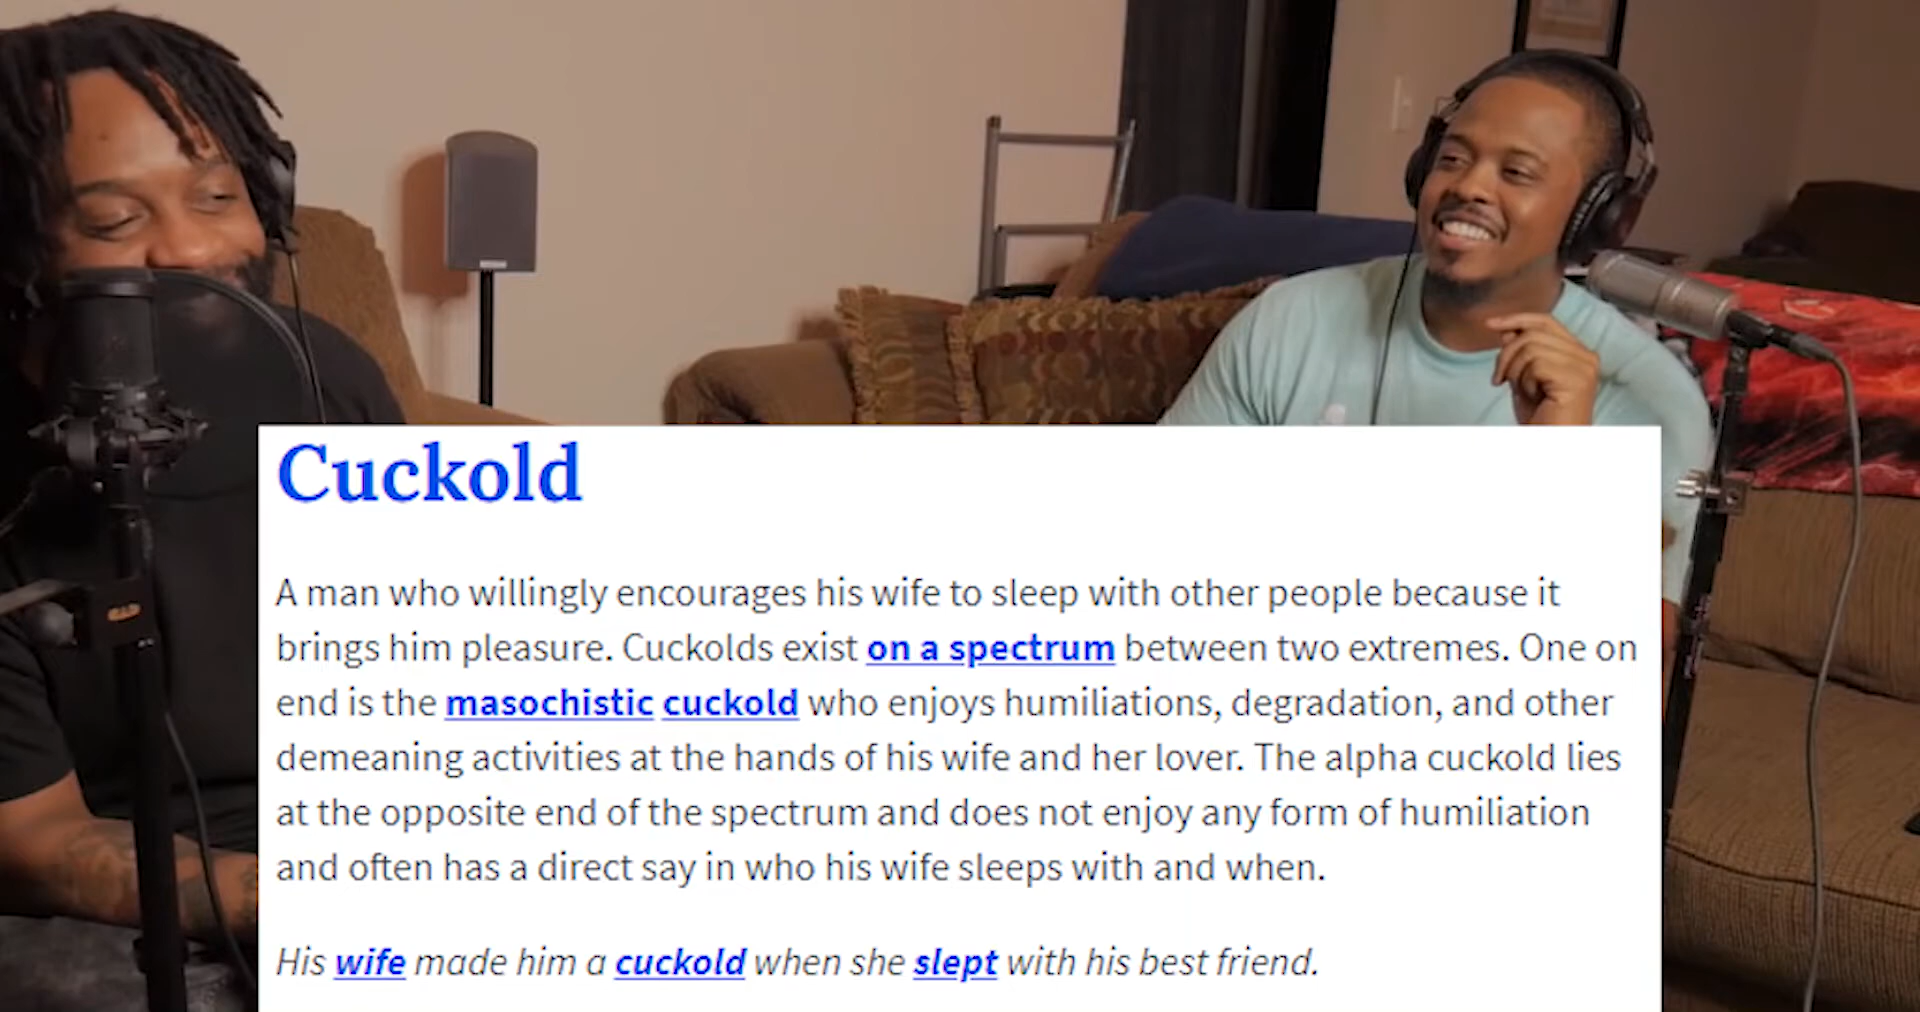 Cuckold
A man who willingly encourages his wife to sleep with other people because it
brings him pleasure. Cuckolds exist on a spectrum between two extremes. One on
end is the masochistic cuckold who enjoys humiliations, degradation, and other
demeaning activities at the hands of his wife and her lover. The alpha cuckold lies
at the opposite end of the spectrum and does not enjoy any form of humiliation
and often has a direct say in who his wife sleeps with and when.
His wife made him a cuckold when she slept with his best friend.